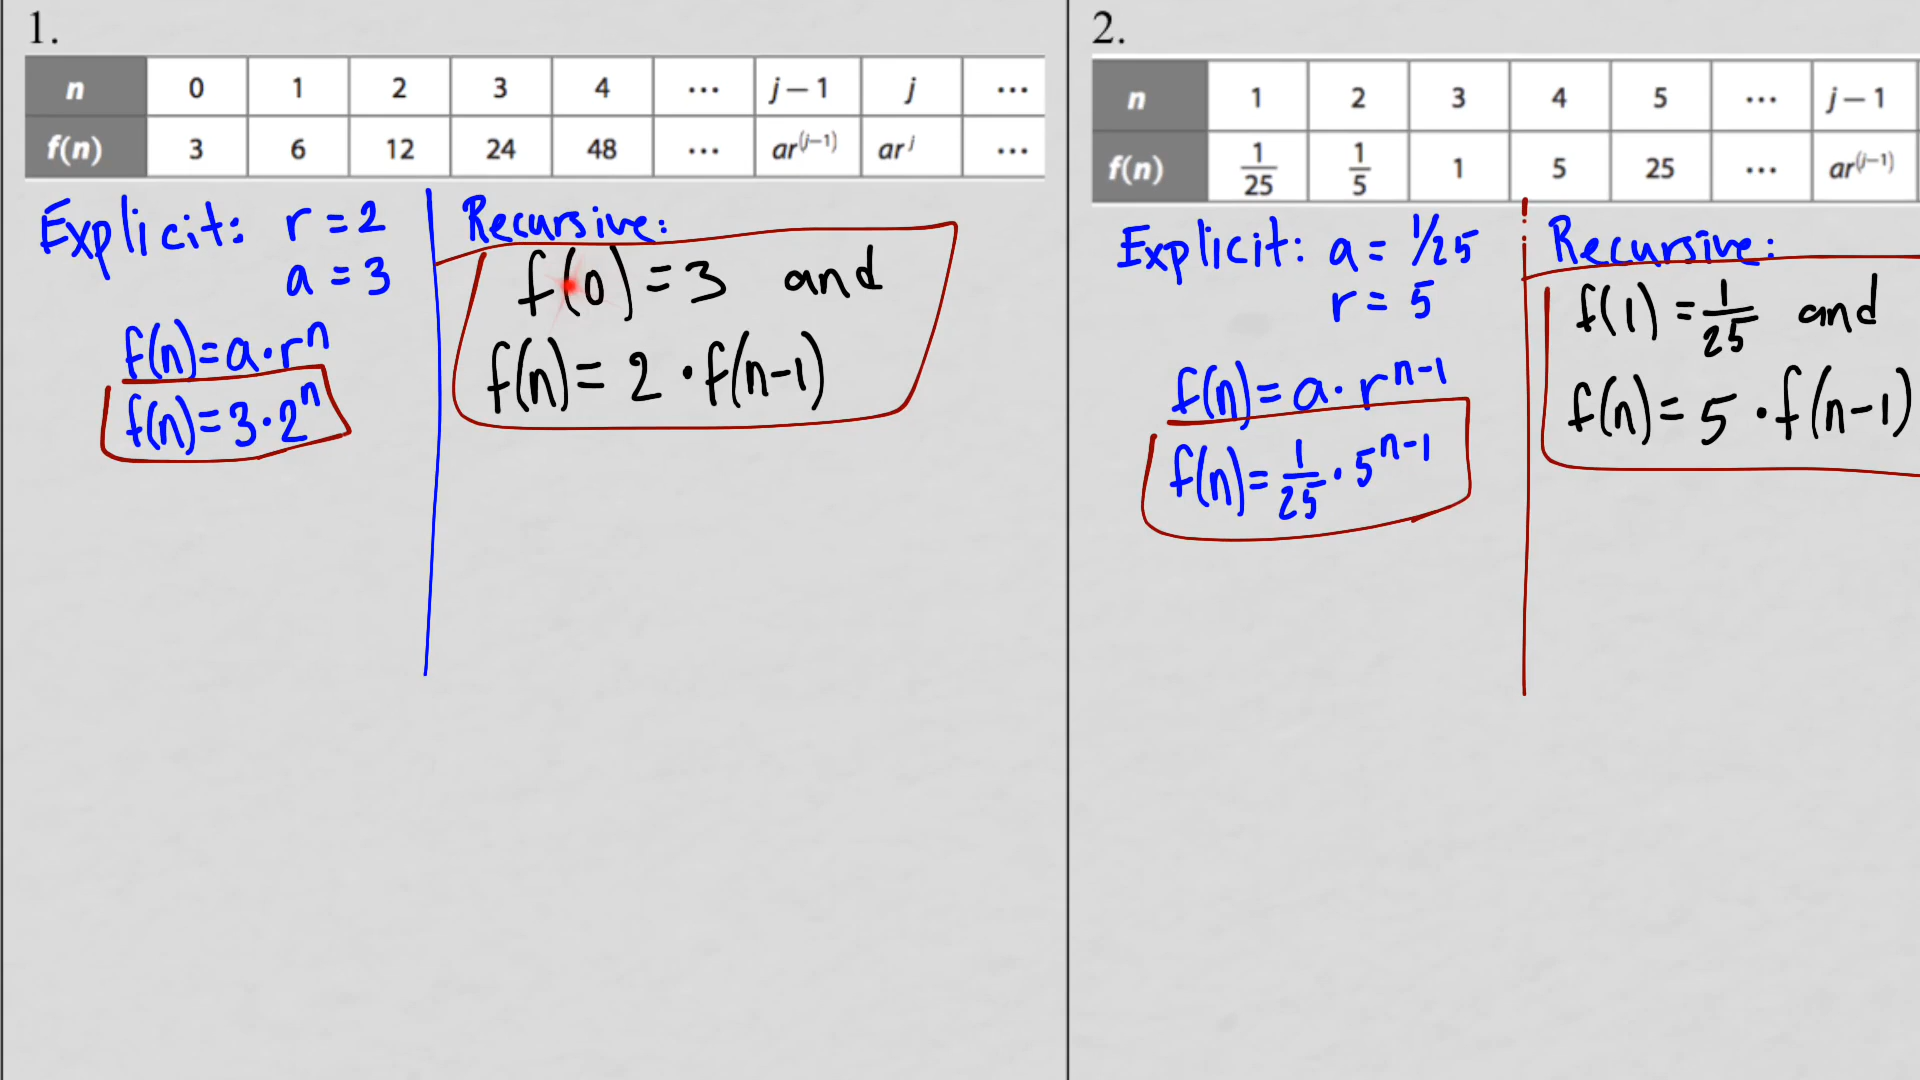 1.
n 0 1 2 3 4 ... j – 1 j ...
f(n) 3 6 12 24 48 ... ar^(j–1) ar^j ...
Explicit: r = 2
a = 3
f(n) = a · r^n
f(n) = 3 · 2^n
Recursive:
f(0) = 3 and
f(n) = 2 · f(n-1)
2.
n 1 2 3 4 5 ... j – 1
f(n) 1/25 1/5 1 5 25 ... ar^(j–1)
Explicit: a = 1/25
r = 5
f(n) = a · r^n-1
f(n) = 1/25 · 5^n-1
Recursive:
f(1) = 1/25 and
f(n) = 5 · f(n-1)